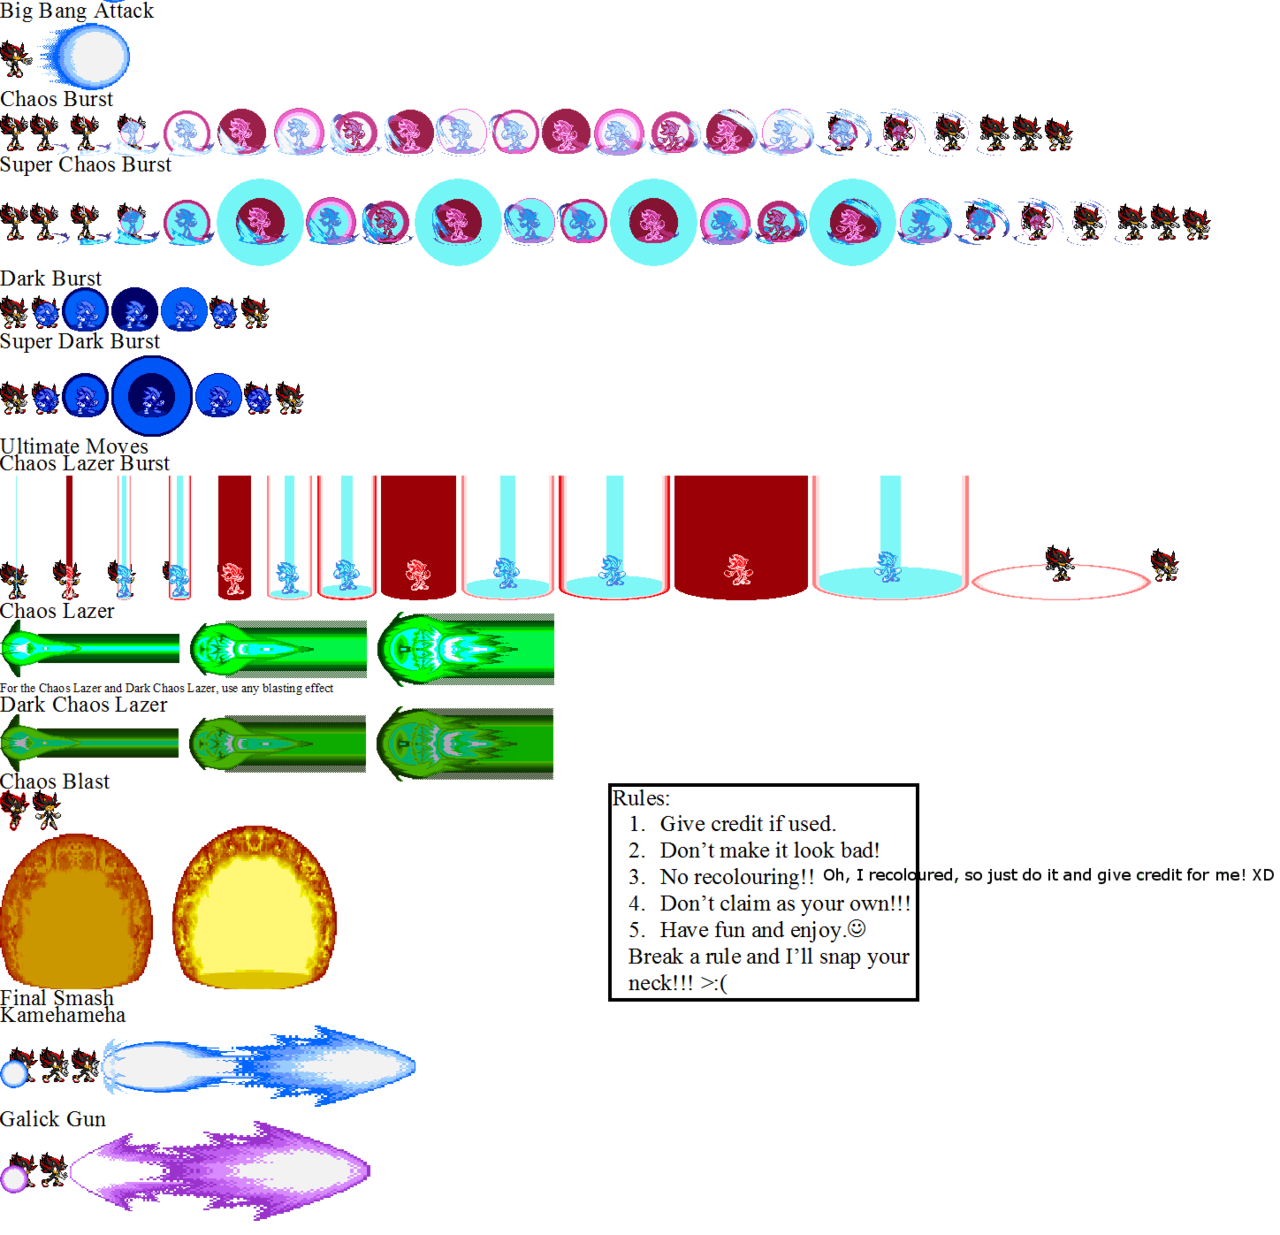 Big Bang Attack
Chaos Burst
Super Chaos Burst
Dark Burst
Super Dark Burst
Ultimate Moves
Chaos Lazer Burst
Chaos Lazer
For the Chaos Lazer and Dark Chaos Lazer, use any blasting effect
Dark Chaos Lazer
Chaos Blast
Rules:
1. Give credit if used.
2. Don’t make it look bad!
3. No recolouring!! Oh, I recoloured, so just do it and give credit for me! XD
4. Don’t claim as your own!!!
5. Have fun and enjoy.☺
Break a rule and I’ll snap your
neck!!! >:(
Final Smash
Kamehameha
Galick Gun